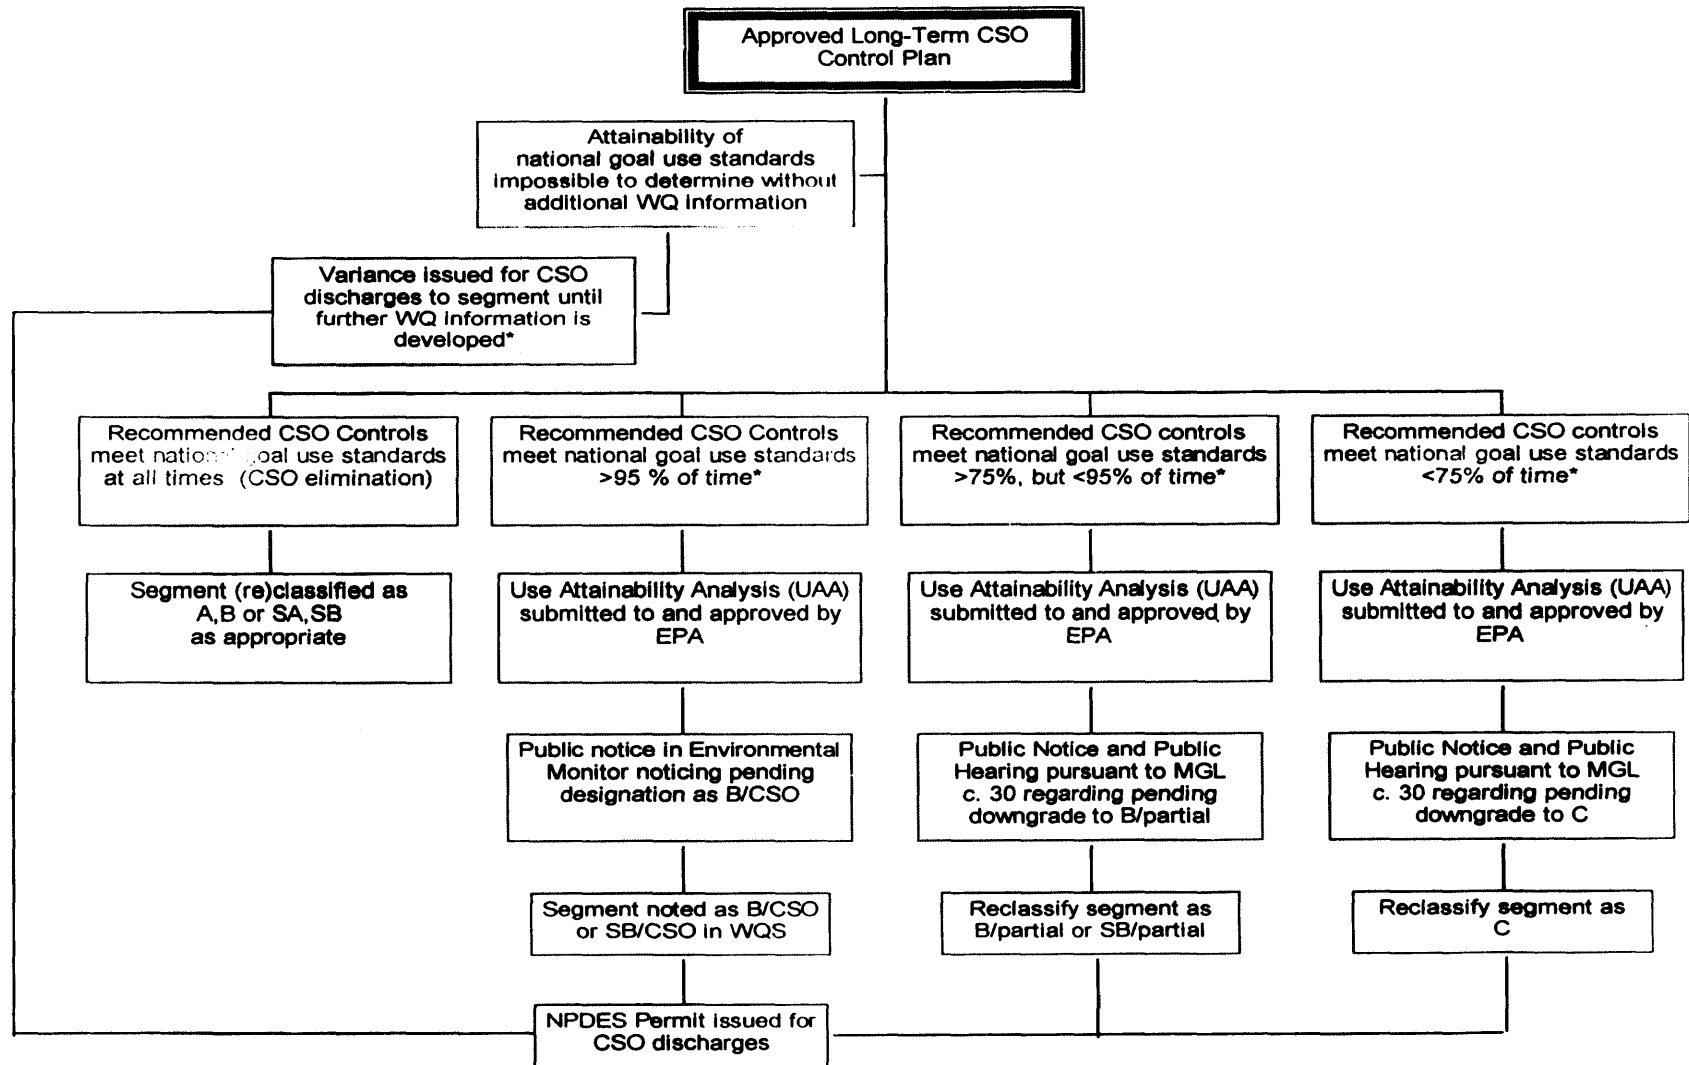 Approved Long-Term CSO
Control Plan
Attainability of
national goal use standards
impossible to determine without
additional WQ information
Variance issued for CSO
discharges to segment until
further WQ information is
developed*
Recommended CSO Controls
meet national goal use standards
at all times (CSO elimination)
Recommended CSO Controls
meet national goal use standards
>95 % of time*
Recommended CSO controls
meet national goal use standards
>75%, but <95% of time*
Recommended CSO controls
meet national goal use standards
<75% of time*
Segment (re)classified as
A,B or SA,SB
as appropriate
Use Attainability Analysis (UAA)
submitted to and approved by
EPA
Use Attainability Analysis (UAA)
submitted to and approved by
EPA
Use Attainability Analysis (UAA)
submitted to and approved by
EPA
Public notice in Environmental
Monitor noticing pending
designation as B/CSO
Public Notice and Public
Hearing pursuant to MGL
c. 30 regarding pending
downgrade to B/partial
Public Notice and Public
Hearing pursuant to MGL
c. 30 regarding pending
downgrade to C
Segment noted as B/CSO
or SB/CSO in WQS
Reclassify segment as
B/partial or SB/partial
Reclassify segment as
C
NPDES Permit issued for
CSO discharges